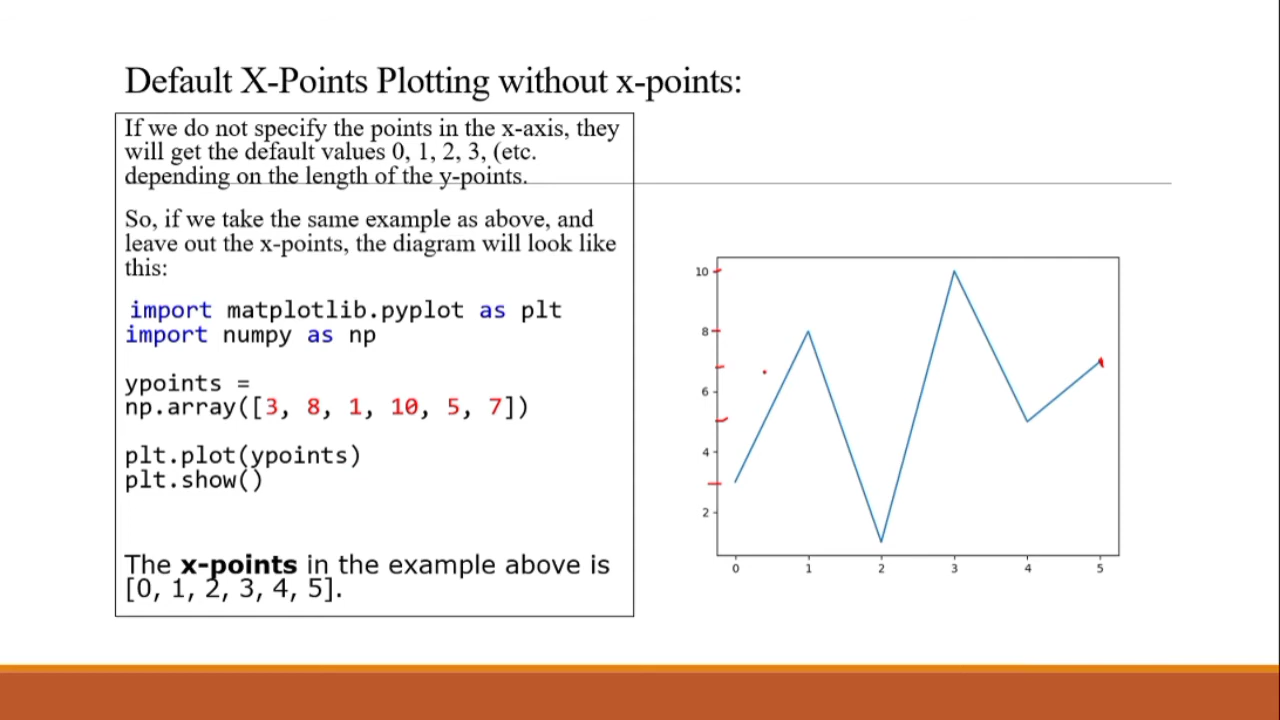 Default X-Points Plotting without x-points:
If we do not specify the points in the x-axis, they
will get the default values 0, 1, 2, 3, (etc.
depending on the length of the y-points.
So, if we take the same example as above, and
leave out the x-points, the diagram will look like
this:
import matplotlib.pyplot as plt
import numpy as np
ypoints =
np.array([3, 8, 1, 10, 5, 7])
plt.plot(ypoints)
plt.show()
The x-points in the example above is
[0, 1, 2, 3, 4, 5].
10
8
6
4
2
0 1 2 3 4 5